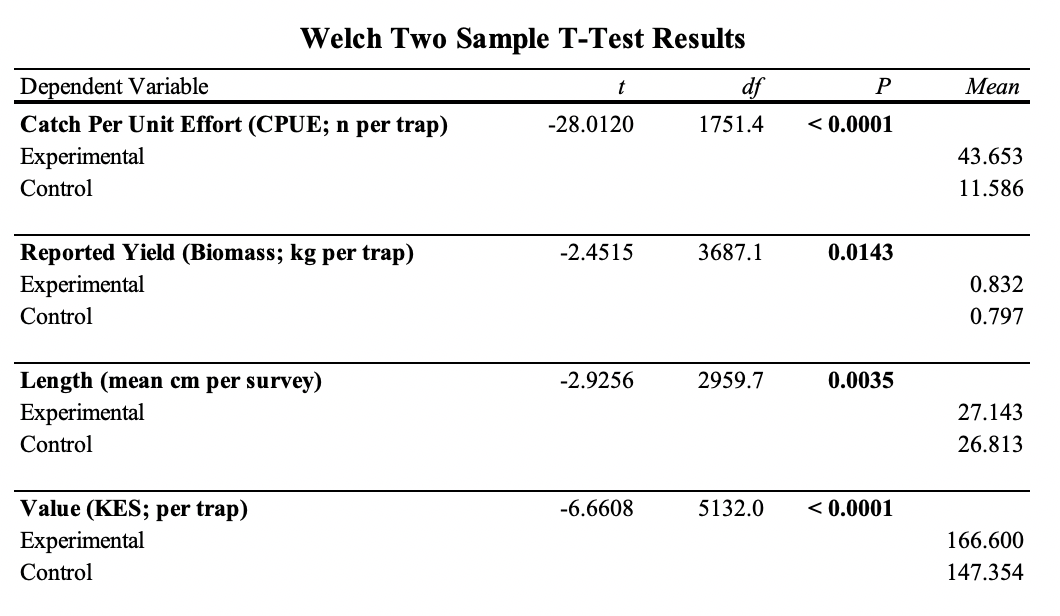 Welch Two Sample T-Test Results
Dependent Variable t df P Mean
Catch Per Unit Effort (CPUE; n per trap) -28.0120 1751.4 < 0.0001
Experimental 43.653
Control 11.586
Reported Yield (Biomass; kg per trap) -2.4515 3687.1 0.0143
Experimental 0.832
Control 0.797
Length (mean cm per survey) -2.9256 2959.7 0.0035
Experimental 27.143
Control 26.813
Value (KES; per trap) -6.6608 5132.0 < 0.0001
Experimental 166.600
Control 147.354